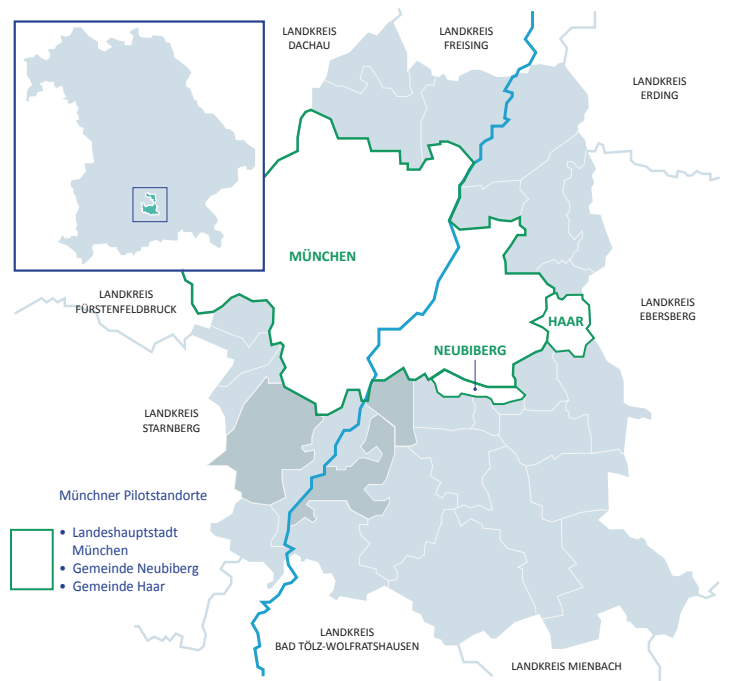 LANDKREIS
DACHAU
LANDKREIS
FREISING
LANDKREIS
ERDING
MÜNCHEN
LANDKREIS
FÜRSTENFELDBRUCK
LANDKREIS
EBERSBERG
HAAR
NEUBIBERG
LANDKREIS
STARNBERG
Münchner Pilotstandorte
• Landeshauptstadt
München
• Gemeinde Neubiberg
• Gemeinde Haar
LANDKREIS
BAD TÖLZ-WOLFRATSHAUSEN
LANDKREIS MIENBACH